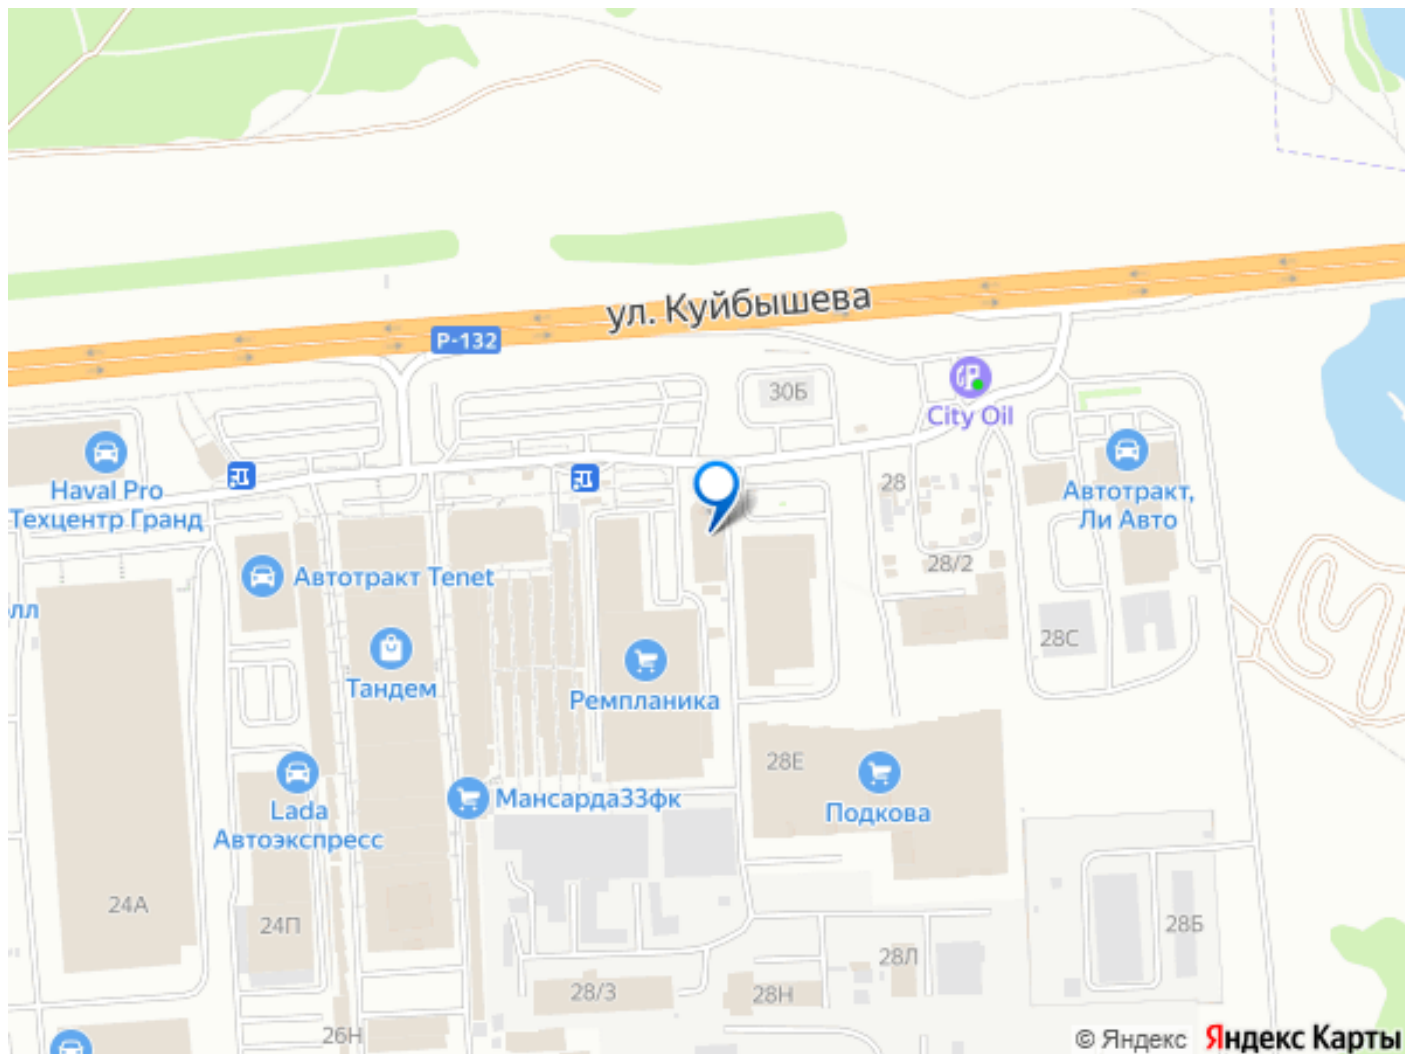 ул. Куйбышева
Р-132
30Б
City Oil
Haval Pro
Техцентр Гранд
28
Автотракт,
Ли Авто
Автотракт Tenet
28/2
лл
28С
Тандем
Ремпланика
28Е
Lada
Автоэкспресс
Мансарда33фк
Подкова
24А
24П
28Б
28Л
28/3
28Н
26Н
© Яндекс Яндекс Карты